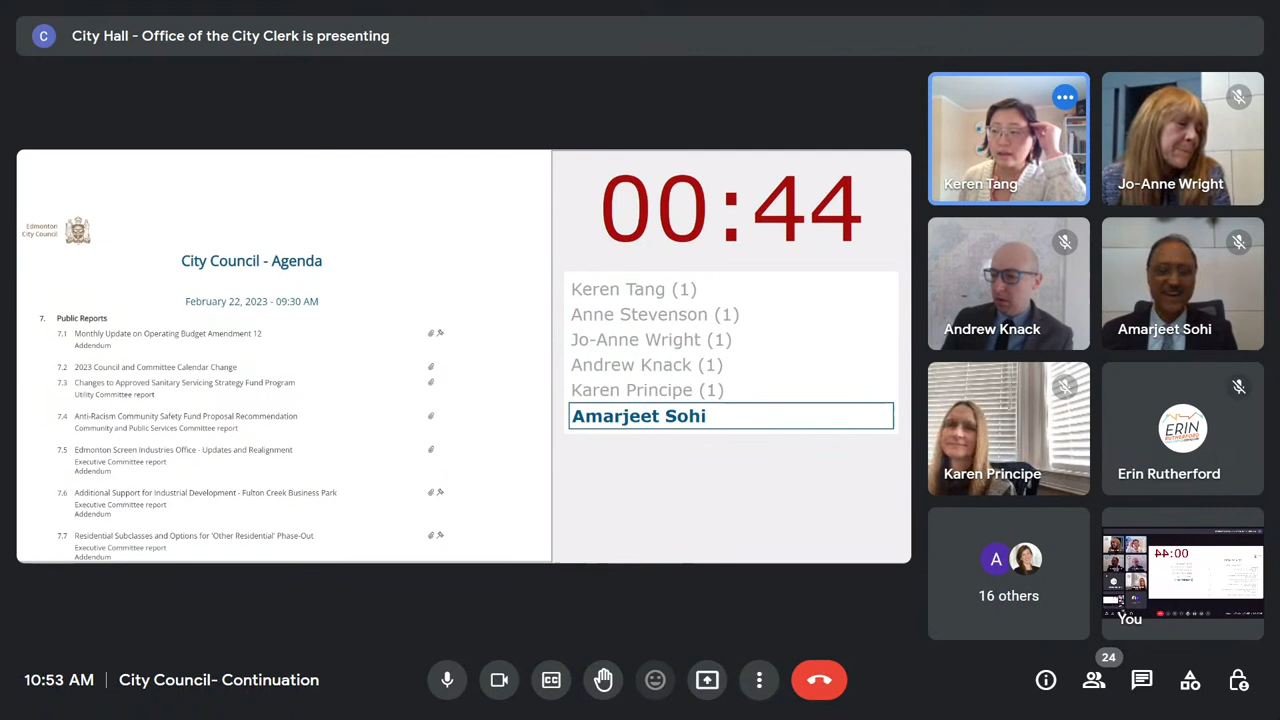 C
City Hall - Office of the City Clerk is presenting
Edmonton
City Council
City Council - Agenda
February 22, 2023 - 09:30 AM
7. Public Reports
7.1 Monthly Update on Operating Budget Amendment 12
Addendum
7.2 2023 Council and Committee Calendar Change
7.3 Changes to Approved Sanitary Servicing Strategy Fund Program
Utility Committee report
7.4 Anti-Racism Community Safety Fund Proposal Recommendation
Community and Public Services Committee report
7.5 Edmonton Screen Industries Office - Updates and Realignment
Executive Committee report
Addendum
7.6 Additional Support for Industrial Development - Fulton Creek Business Park
Executive Committee report
Addendum
7.7 Residential Subclasses and Options for 'Other Residential' Phase-Out
Executive Committee report
Addendum
00:44
Keren Tang (1)
Anne Stevenson (1)
Jo-Anne Wright (1)
Andrew Knack (1)
Karen Principe (1)
Amarjeet Sohi
Keren Tang
Jo-Anne Wright
Andrew Knack
Amarjeet Sohi
Karen Principe
ERIN
RUTHERFORD
Erin Rutherford
A
16 others
00:44
You
10:53 AM
City Council- Continuation
CC
24